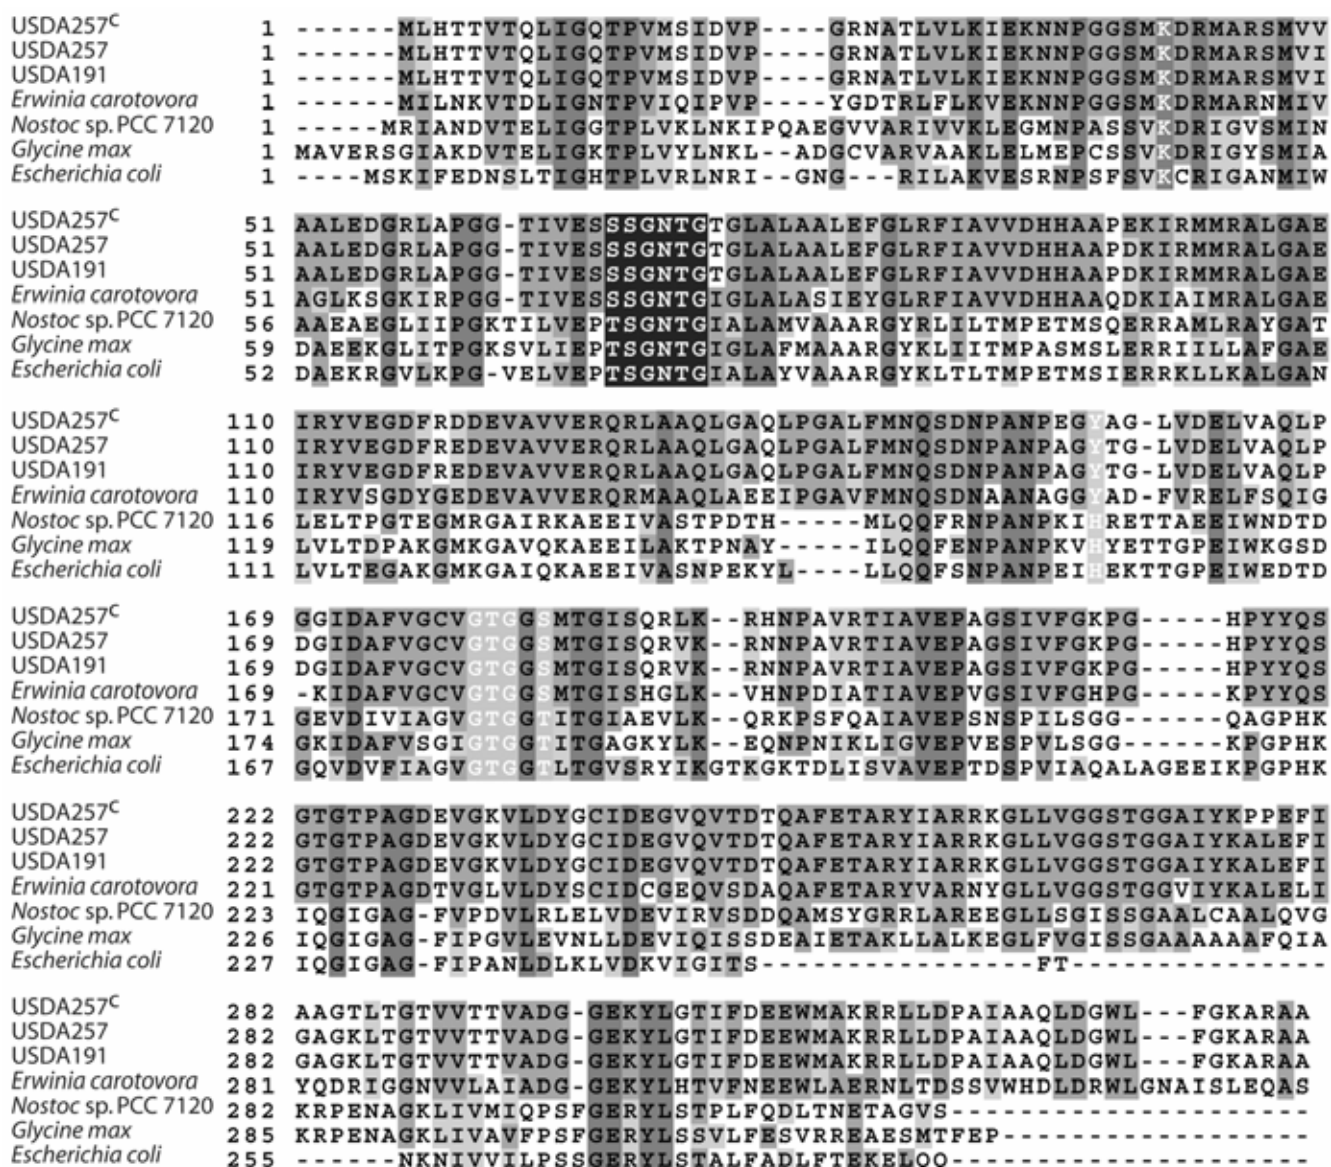 USDA257C 1 ------MLHTTVTQLIGQTPVMSIDVP----GRNATLVLKIEKNNPGGSMKDRMARSMVV
USDA257 1 ------MLHTTVTQLIGQTPVMSIDVP----GRNATLVLKIEKNNPGGSMKDRMARSMVI
USDA191 1 ------MLHTTVTQLIGQTPVMSIDVP----GRNATLVLKIEKNNPGGSMKDRMARSMVI
Erwinia carotovora 1 ------MILNKVTDLIGNTPVIQIPVP----YGDTRLFLKVEKNNPGGSMKDRMARNMIV
Nostoc sp. PCC 7120 1 -----MRIANDVTELIGGTPLVKLNKIPQAEGVVARIVVKLEGMNPASSVKDRIGVSMIN
Glycine max 1 MAVERSGIAKDVTELIGKTPLVYLNKL--ADGCVARVAAKLELMEPCSSVKDRIGYSMIA
Escherichia coli 1 ----MSKIFEDNSLTIGHTPLVRLNRI--GNG---RILAKVESRNPSFSVKCRIGANMIW
USDA257C 51 AALEDGRLAPGG-TIVESSSGNTGTGLALAALEFGLRFIAVVDHHAAPEKIRMMRALGAE
USDA257 51 AALEDGRLAPGG-TIVESSSGNTGTGLALAALEFGLRFIAVVDHHAAPDKIRMMRALGAE
USDA191 51 AALEDGRLAPGG-TIVESSSGNTGTGLALAALEFGLRFIAVVDHHAAPDKIRMMRALGAE
Erwinia carotovora 51 AGLKSGKIRPGG-TIVESSSGNTGIGLALASIEYGLRFIAVVDHHAAQDKIAIMRALGAE
Nostoc sp. PCC 7120 56 AAEAEGLIIPGKTILVEPTSGNTGIALAMVAAARGYRLILTMPETMSQERRAMLRAYGAT
Glycine max 59 DAEEKGLITPGKSVLIEPTSGNTGIGLAFMAAARGYKLIITMPASMSLERRIILLAFGAE
Escherichia coli 52 DAEKRGVLKPG-VELVEPTSGNTGIALAYVAAARGYKLTLTMPETMSIERRKLLKALGAN
USDA257C 110 IRYVEGDFRDDEVAVVERQRLAAQLGAQLPGALFMNQSDNPANPEGYAG-LVDELVAQLP
USDA257 110 IRYVEGDFREDEVAVVERQRLAAQLGAQLPGALFMNQSDNPANPAGYTG-LVDELVAQLP
USDA191 110 IRYVEGDFREDEVAVVERQRLAAQLGAQLPGALFMNQSDNPANPAGYTG-LVDELVAQLP
Erwinia carotovora 110 IRYVSGDYGEDEVAVVERQRMAAQLAEEIPGAVFMNQSDNAANAGGYAD-FVRELFSQIG
Nostoc sp. PCC 7120 116 LELTPGTEGMRGAIRKAEEIVASTPDTH-----MLQQFRNPANPKIHRETTAEEIWNDTD
Glycine max 119 LVLTDPAKGMKGAVQKAEEILAKTPNAY-----ILQQFENPANPKVHYETTGPEIWKGSD
Escherichia coli 111 LVLTEGAKGMKGAIQKAEEIVASNPEKYL----LLQQFSNPANPEIHEKTTGPEIWEDTD
USDA257C 169 GGIDAFVGCVGTGGSMTGISQRLK--RHNPAVRTIAVEPAGSIVFGKPG-----HPYYQS
USDA257 169 DGIDAFVGCVGTGGSMTGISQRVK--RNNPAVRTIAVEPAGSIVFGKPG-----HPYYQS
USDA191 169 DGIDAFVGCVGTGGSMTGISQRVK--RNNPAVRTIAVEPAGSIVFGKPG-----HPYYQS
Erwinia carotovora 169 -KIDAFVGCVGTGGSMTGISHGLK--VHNPDIATIAVEPVGSIVFGHPG-----KPYYQS
Nostoc sp. PCC 7120 171 GEVDIVIAGVGTGGTITGIAEVLK--QRKPSFQAIAVEPSNSPILSGG------QAGPHK
Glycine max 174 GKIDAFVSGIGTGGTITGAGKYLK--EQNPNIKLIGVEPVESPVLSGG------KPGPHK
Escherichia coli 167 GQVDVFIAGVGTGGTLTGVSRYIKGTKGKTDLISVAVEPTDSPVIAQALAGEEIKPGPHK
USDA257C 222 GTGTPAGDEVGKVLDYGCIDEGVQVTDTQAFETARYIARRKGLLVGGSTGGAIYKPPEFI
USDA257 222 GTGTPAGDEVGKVLDYGCIDEGVQVTDTQAFETARYIARRKGLLVGGSTGGAIYKALEFI
USDA191 222 GTGTPAGDEVGKVLDYGCIDEGVQVTDTQAFETARYIARRKGLLVGGSTGGAIYKALEFI
Erwinia carotovora 221 GTGTPAGDTVGLVLDYSCIDCGEQVSDAQAFETARYVARNYGLLVGGSTGGVIYKALELI
Nostoc sp. PCC 7120 223 IQGIGAG-FVPDVLRLELVDEVIRVSDDQAMSYGRRLAREEGLLSGISSGAALCAALQVG
Glycine max 226 IQGIGAG-FIPGVLEVNLLDEVIQISSDEAIETAKLLALKEGLFVGISSGAAAAAAFQIA
Escherichia coli 227 IQGIGAG-FIPANLDLKLVDKVIGITS----------------FT---------------
USDA257C 282 AAGTLTGTVVTTVADG-GEKYLGTIFDEEWMAKRRLLDPAIAAQLDGWL---FGKARAA
USDA257 282 GAGKLTGTVVTTVADG-GEKYLGTIFDEEWMAKRRLLDPAIAAQLDGWL---FGKARAA
USDA191 282 GAGKLTGTVVTTVADG-GEKYLGTIFDEEWMAKRRLLDPAIAAQLDGWL---FGKARAA
Erwinia carotovora 281 YQDRIGGNVVLAIADG-GEKYLHTVFNEEWLAERNLTDSSVWHDLDRWLGNAISLEQAS
Nostoc sp. PCC 7120 282 KRPENAGKLIVMIQPSFGERYLSTPLFQDLTNETAGVS---------------------
Glycine max 285 KRPENAGKLIVAVFPSFGERYLSSVLFESVRREAESMTFEP------------------
Escherichia coli 255 ------NKNIVVILPSSGERYLSTALFADLFTEKELQQ---------------------